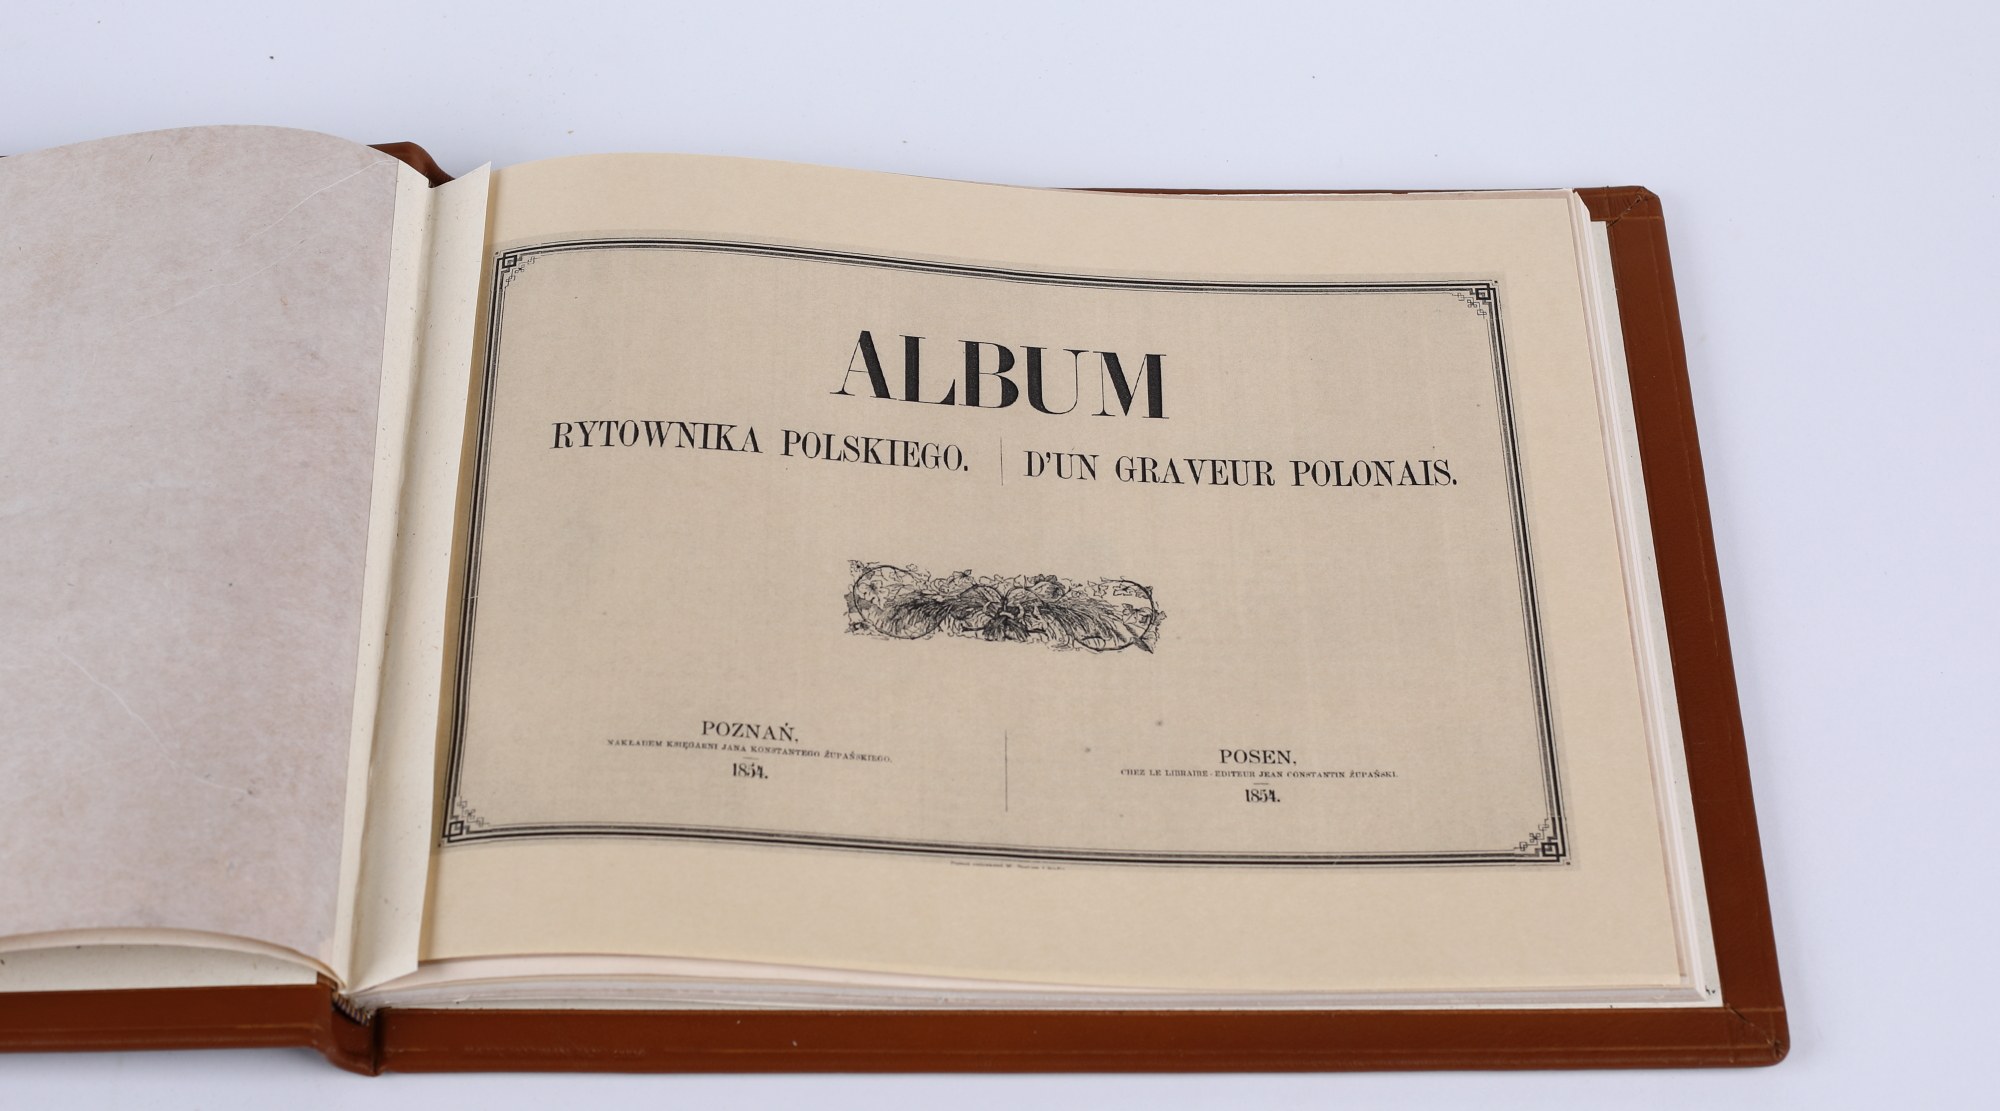 ALBUM
RYTOWNIKA POLSKIEGO.
D'UN GRAVEUR POLONAIS.
POZNAŃ,
NAKŁADEM KSIĘGARNI JANA KONSTANTEGO ŻUPAŃSKIEGO.
1854.
POSEN,
CHEZ LE LIBRAIRE-EDITEUR JEAN CONSTANTIN ŻUPAŃSKI.
1854.